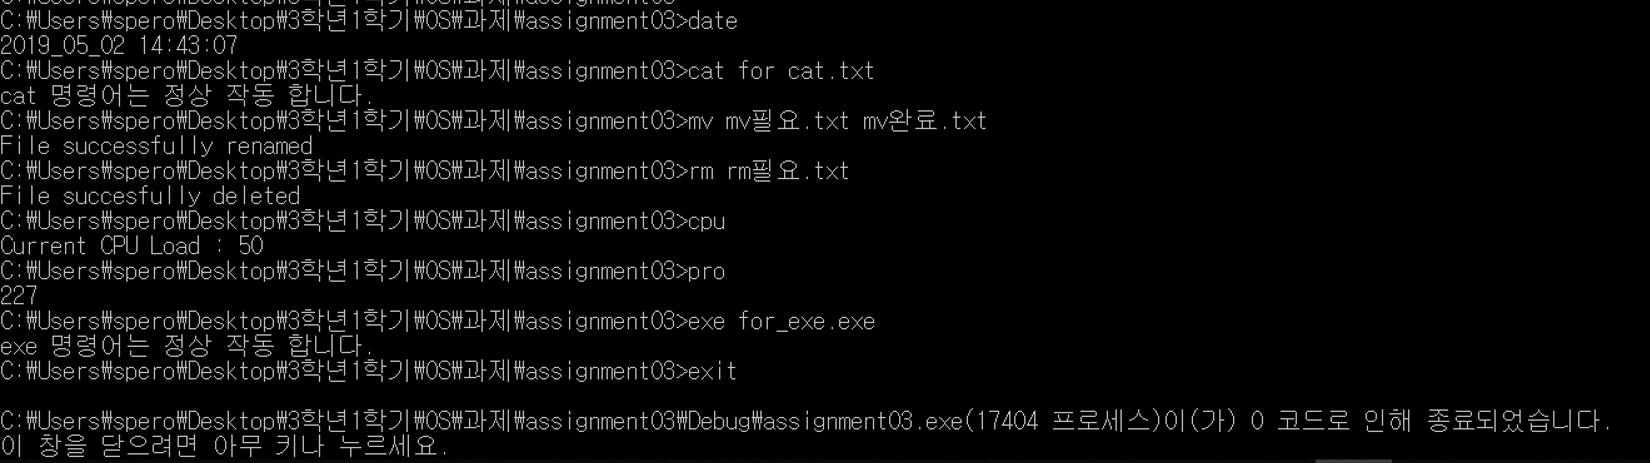 C:₩Users₩spero₩Desktop₩3학년1학기₩OS₩과제₩assignment03>date
2019_05_02 14:43:07
C:₩Users₩spero₩Desktop₩3학년1학기₩OS₩과제₩assignment03>cat for cat.txt
cat 명령어는 정상 작동 합니다.
C:₩Users₩spero₩Desktop₩3학년1학기₩OS₩과제₩assignment03>mv mv필요.txt mv완료.txt
File successfully renamed
C:₩Users₩spero₩Desktop₩3학년1학기₩OS₩과제₩assignment03>rm rm필요.txt
File succesfully deleted
C:₩Users₩spero₩Desktop₩3학년1학기₩OS₩과제₩assignment03>cpu
Current CPU Load : 50
C:₩Users₩spero₩Desktop₩3학년1학기₩OS₩과제₩assignment03>pro
227
C:₩Users₩spero₩Desktop₩3학년1학기₩OS₩과제₩assignment03>exe for_exe.exe
exe 명령어는 정상 작동 합니다.
C:₩Users₩spero₩Desktop₩3학년1학기₩OS₩과제₩assignment03>exit
C:₩Users₩spero₩Desktop₩3학년1학기₩OS₩과제₩assignment03₩Debug₩assignment03.exe(17404 프로세스)이(가) 0 코드로 인해 종료되었습니다.
이 창을 닫으려면 아무 키나 누르세요.